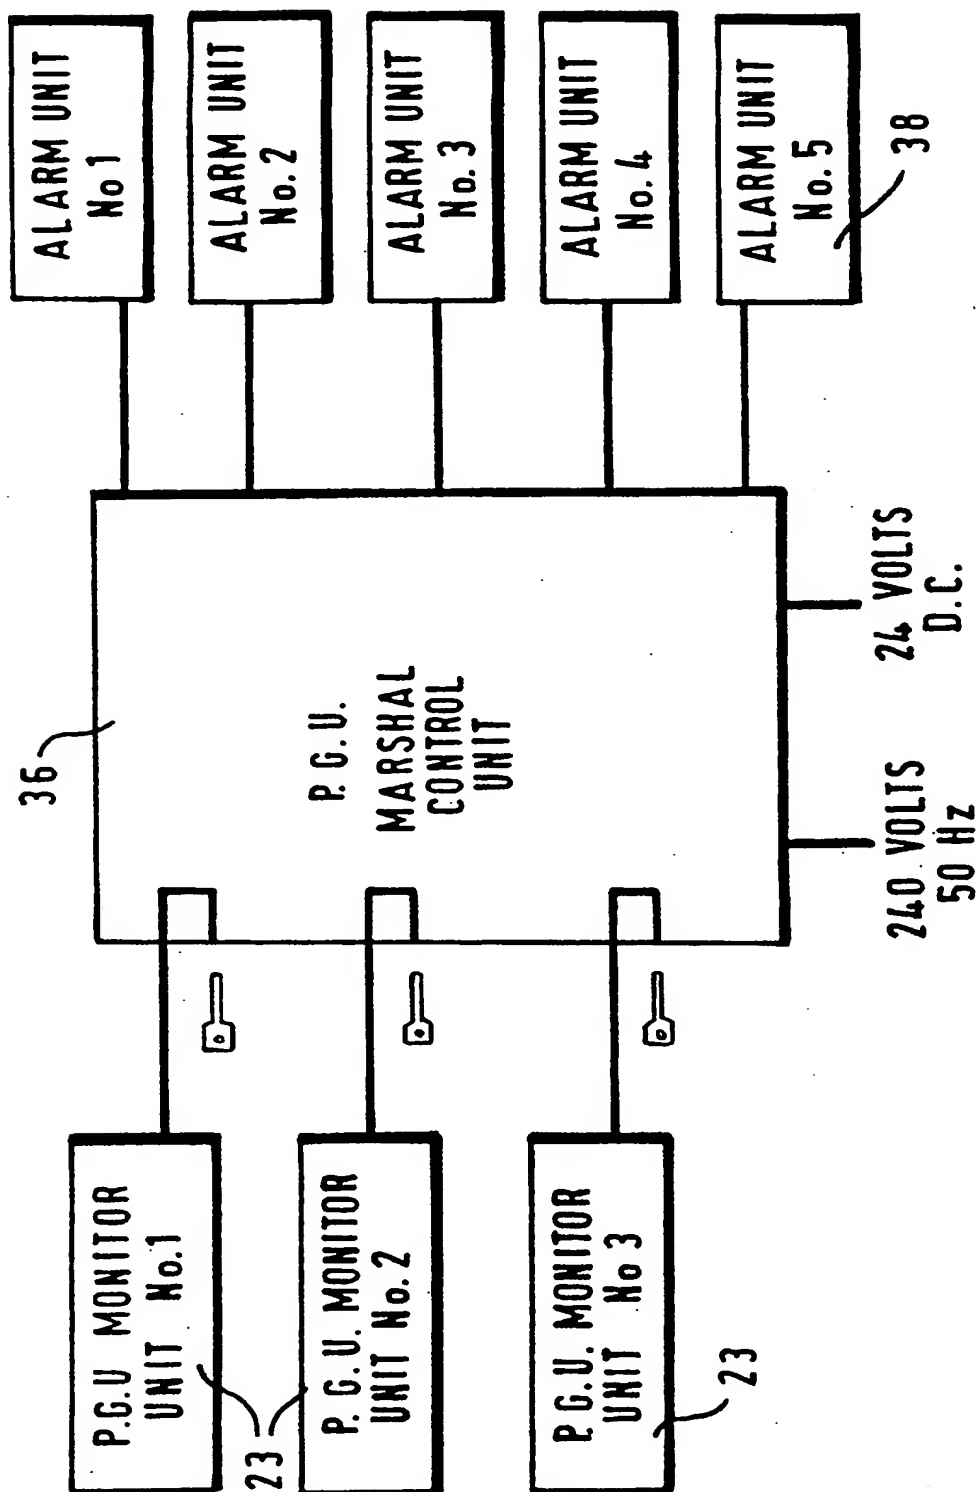 P.G.U MONITOR
UNIT No.1
P. G. U. MONITOR
UNIT No. 2
P. G. U. MONITOR
UNIT No 3
23
23
36
P. G. U.
MARSHAL
CONTROL
UNIT
240 VOLTS
50 Hz
24 VOLTS
D.C.
ALARM UNIT
No 1
ALARM UNIT
No. 2
ALARM UNIT
No. 3
ALARM UNIT
No. 4
ALARM UNIT
No. 5
38